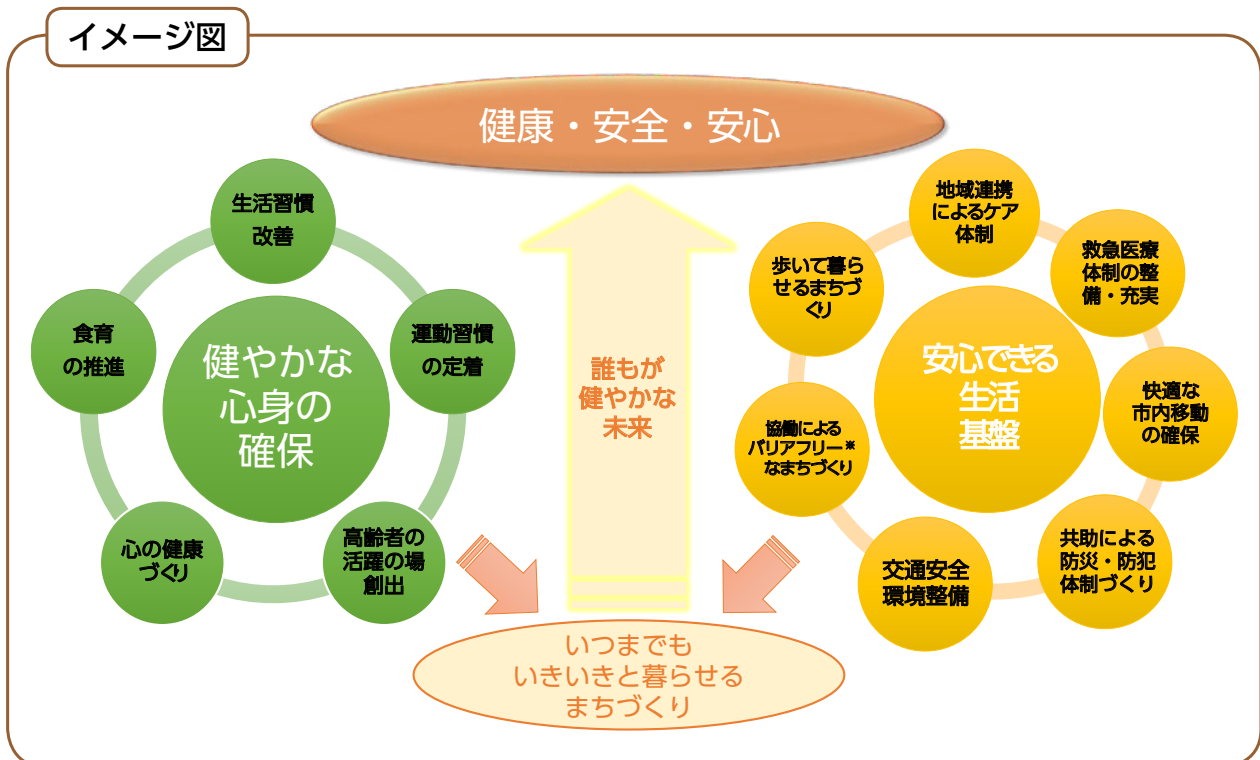 イメージ図
健康・安全・安心
生活習慣
改善
運動習慣
の定着
高齢者の
活躍の場
創出
心の健康
づくり
食育
の推進
健やかな
心身の
確保
誰もが
健やかな
未来
地域連携
によるケア
体制
救急医療
体制の整
備・充実
快適な
市内移動
の確保
共助による
防災・防犯
体制づくり
交通安全
環境整備
協働による
バリアフリー※
なまちづくり
歩いて暮ら
せるまちづ
くり
安心できる
生活
基盤
いつまでも
いきいきと暮らせる
まちづくり